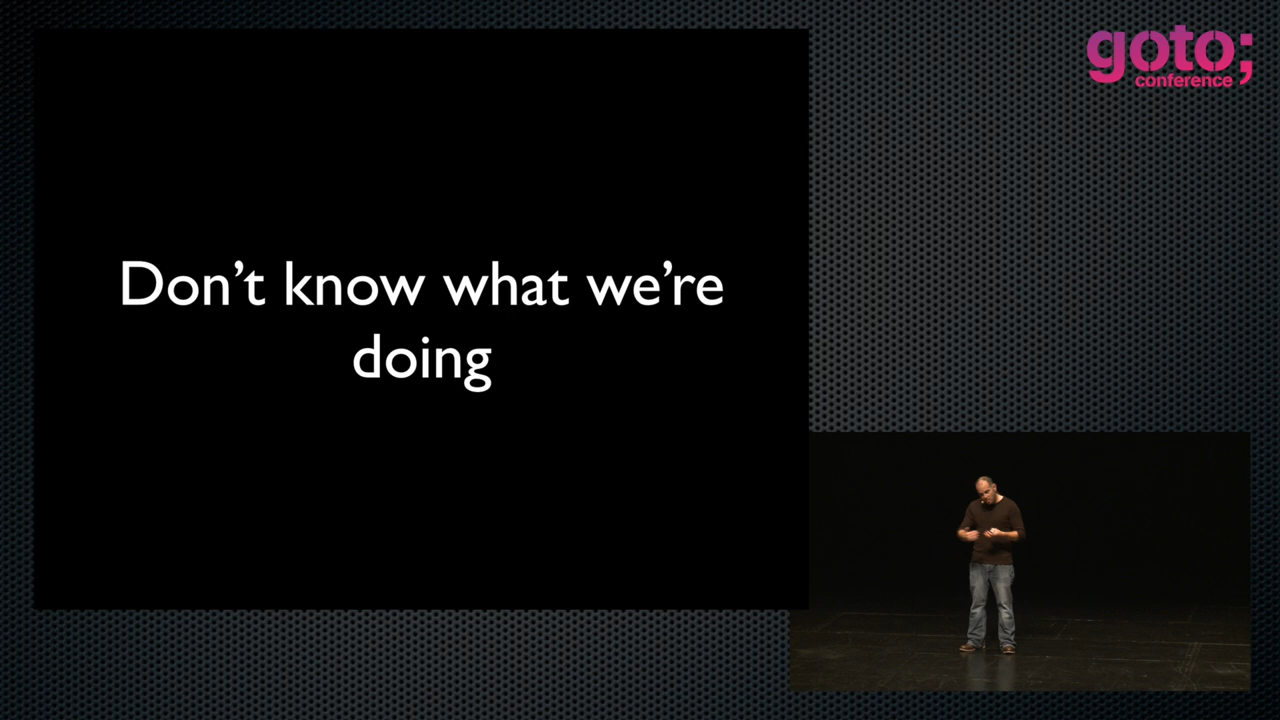 goto;
conference
Don’t know what we’re
doing